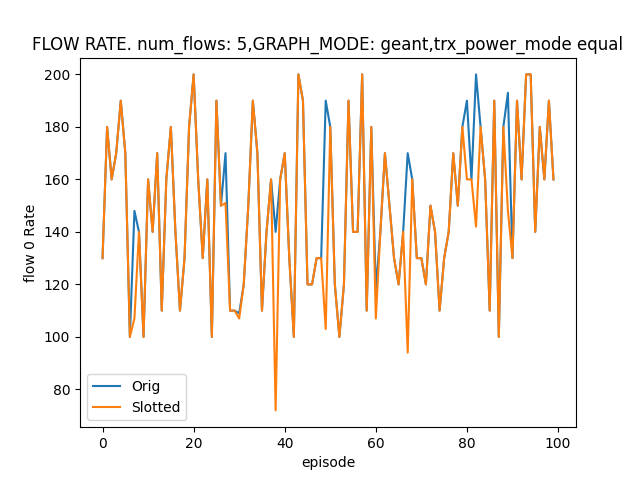 FLOW RATE. num_flows: 5,GRAPH_MODE: geant,trx_power_mode equal
flow 0 Rate
200
180
160
140
120
100
80
Orig
Slotted
0 20 40 60 80 100
episode